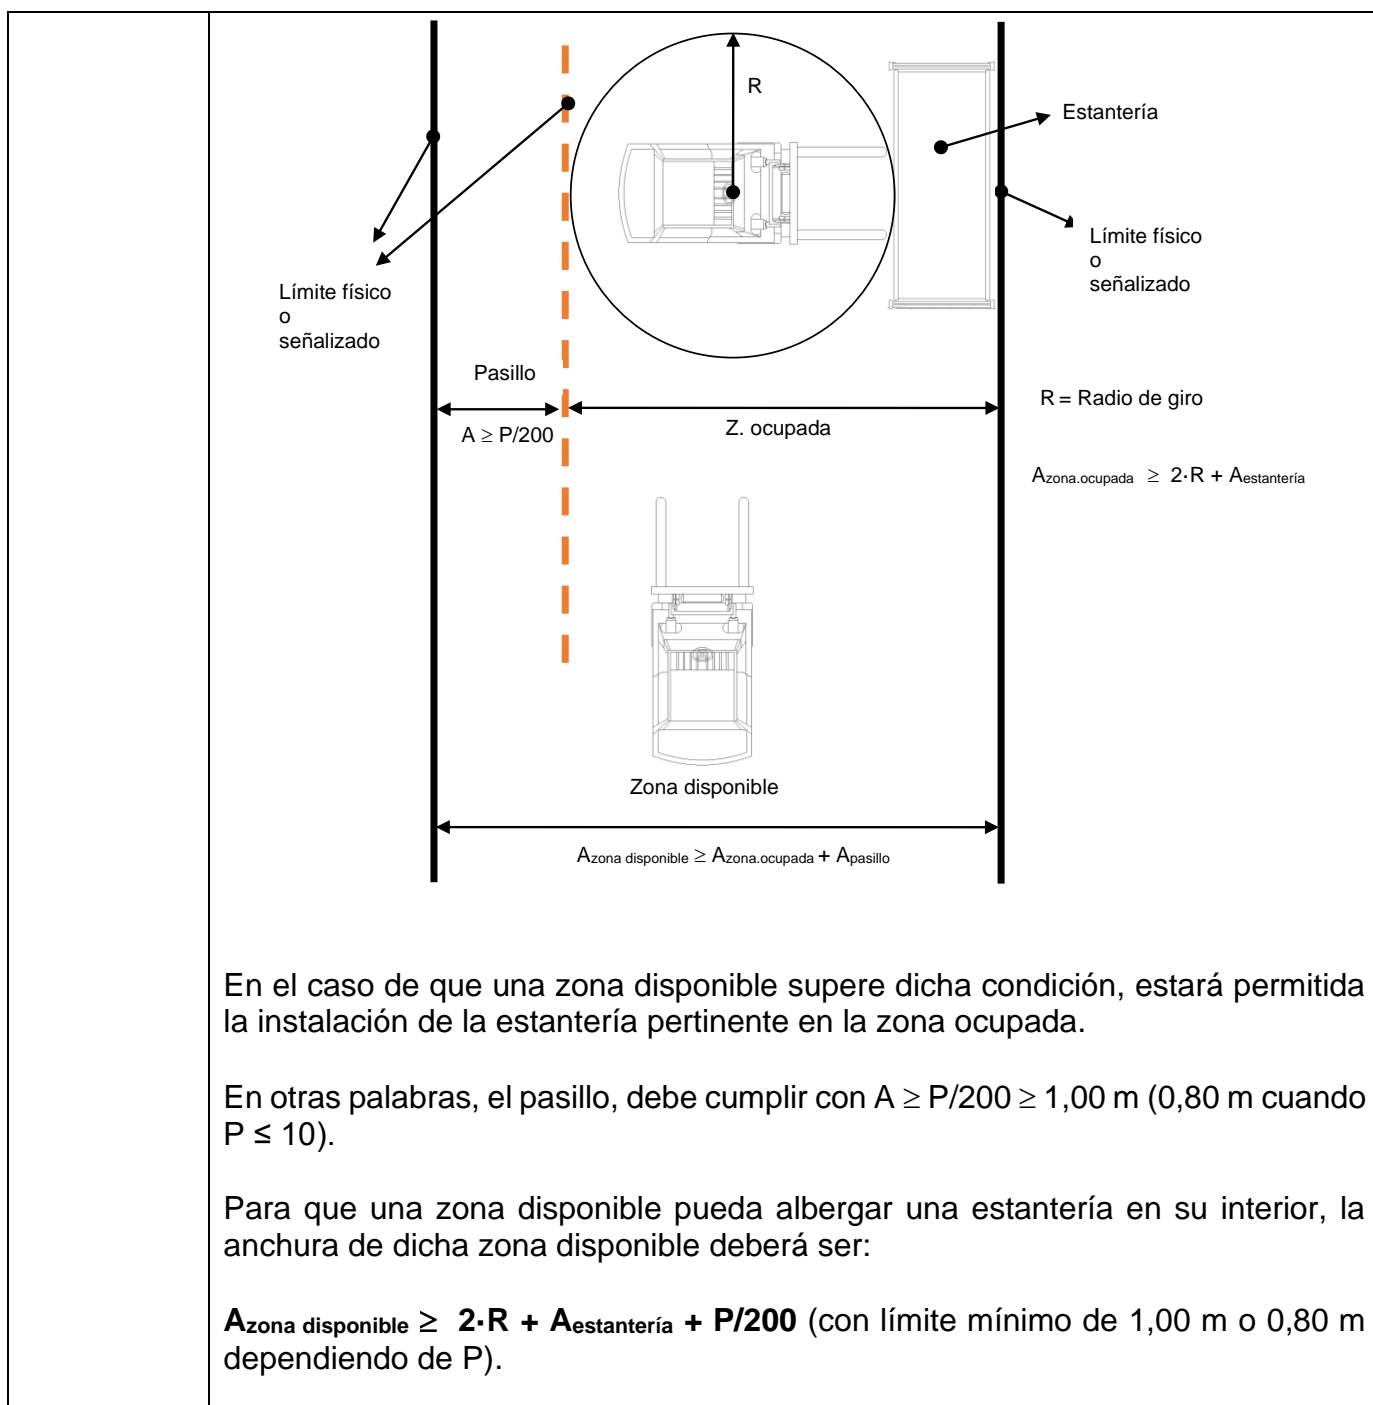 R
Estantería
Límite físico
o
señalizado
Límite físico
o
señalizado
Pasillo
A ≥ P/200
Z. ocupada
R = Radio de giro
Azona.ocupada ≥ 2·R + Aestantería
Zona disponible
Azona disponible ≥ Azona.ocupada + Apasillo
En el caso de que una zona disponible supere dicha condición, estará permitida
la instalación de la estantería pertinente en la zona ocupada.
En otras palabras, el pasillo, debe cumplir con A ≥ P/200 ≥ 1,00 m (0,80 m cuando
P ≤ 10).
Para que una zona disponible pueda albergar una estantería en su interior, la
anchura de dicha zona disponible deberá ser:
Azona disponible ≥ 2·R + Aestantería + P/200 (con límite mínimo de 1,00 m o 0,80 m
dependiendo de P).